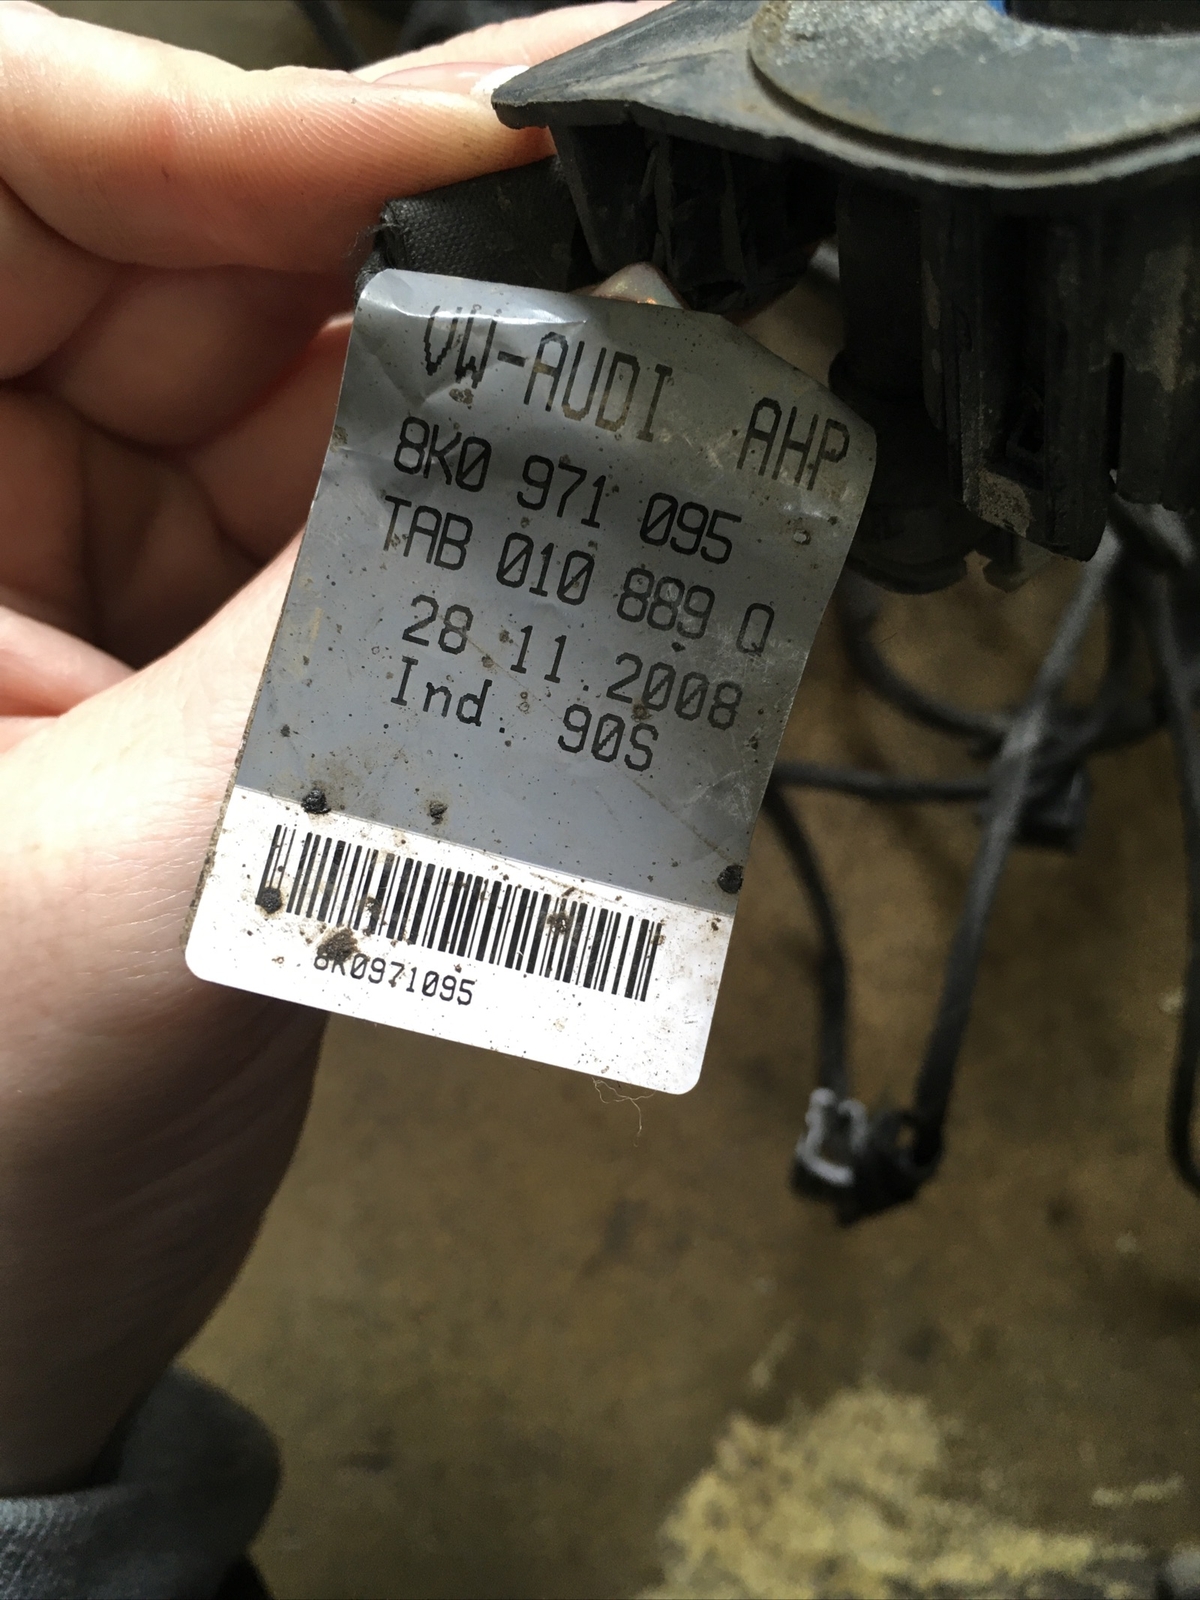 VW-AUDI AHP
8K0 971 095
TAB 010 889 Q
28 11.2008
Ind. 90S
8K0971095